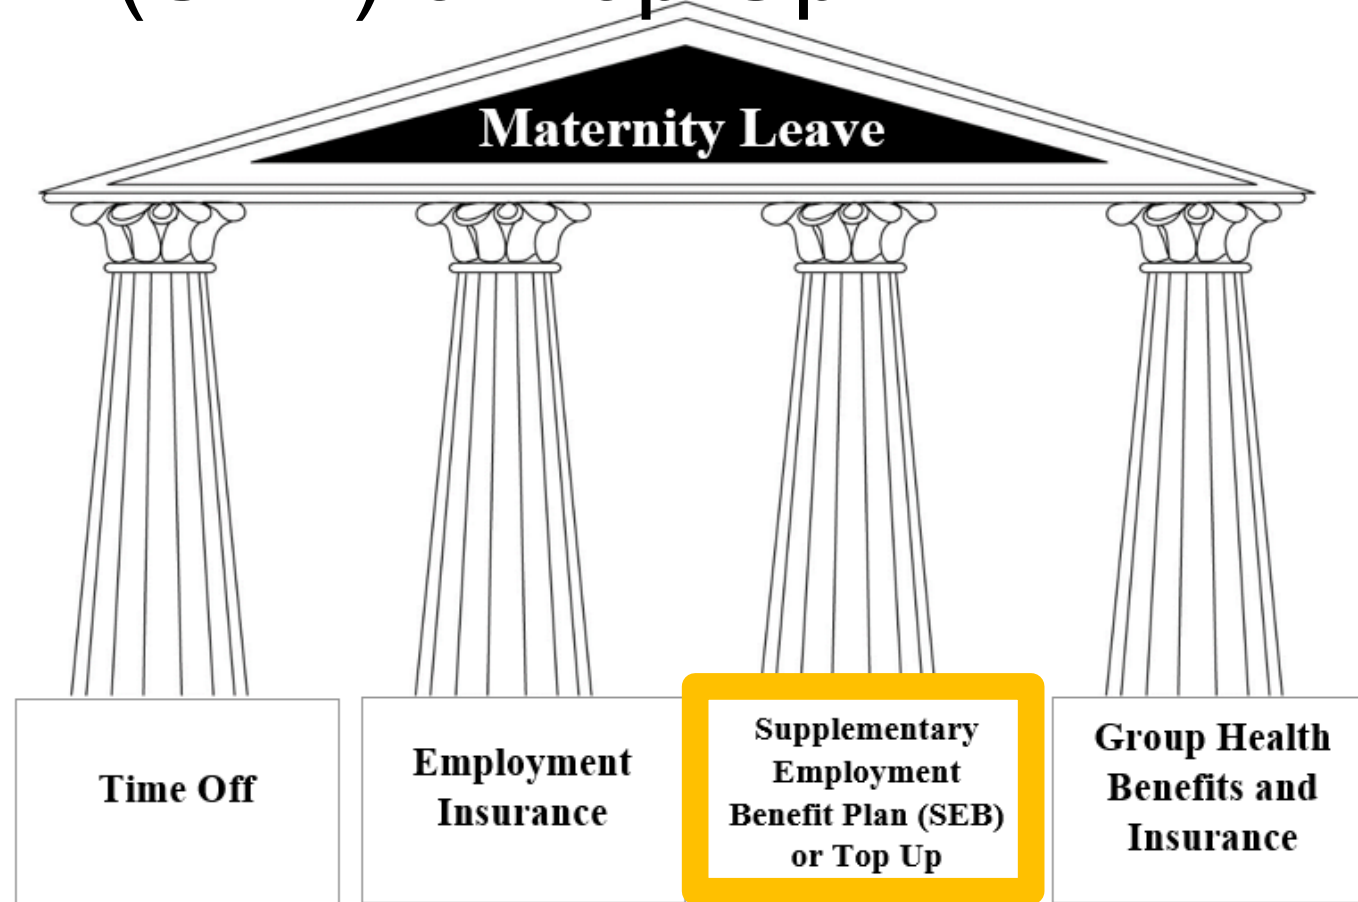 Maternity Leave
Time Off
Employment
Insurance
Supplementary
Employment
Benefit Plan (SEB)
or Top Up
Group Health
Benefits and
Insurance